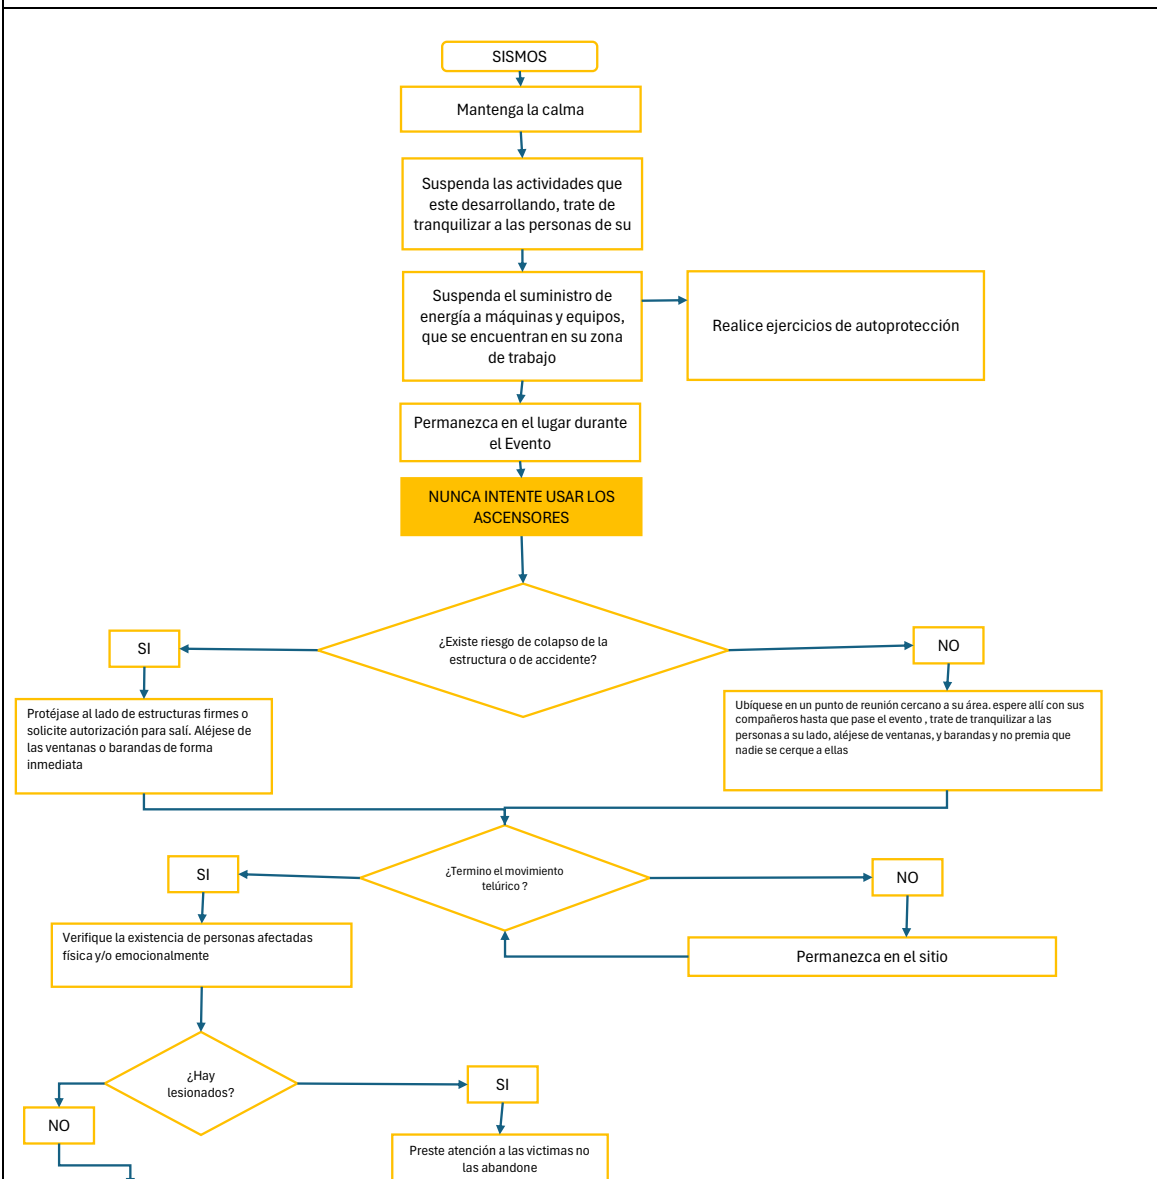 SISMOS
Mantenga la calma
Suspenda las actividades que
este desarrollando, trate de
tranquilizar a las personas de su
Suspenda el suministro de
energía a máquinas y equipos,
que se encuentran en su zona
de trabajo
Realice ejercicios de autoprotección
Permanezca en el lugar durante
el Evento
NUNCA INTENTE USAR LOS
ASCENSORES
¿Existe riesgo de colapso de la
estructura o de accidente?
SI
NO
Protéjase al lado de estructuras firmes o
solicite autorización para salí. Aléjese de
las ventanas o barandas de forma
inmediata
Ubíquese en un punto de reunión cercano a su área. espere allí con sus
compañeros hasta que pase el evento , trate de tranquilizar a las
personas a su lado, aléjese de ventanas, y barandas y no premia que
nadie se cerque a ellas
¿Termino el movimiento
telúrico ?
SI
NO
Verifique la existencia de personas afectadas
física y/o emocionalmente
Permanezca en el sitio
¿Hay
lesionados?
SI
NO
Preste atención a las victimas no
las abandone